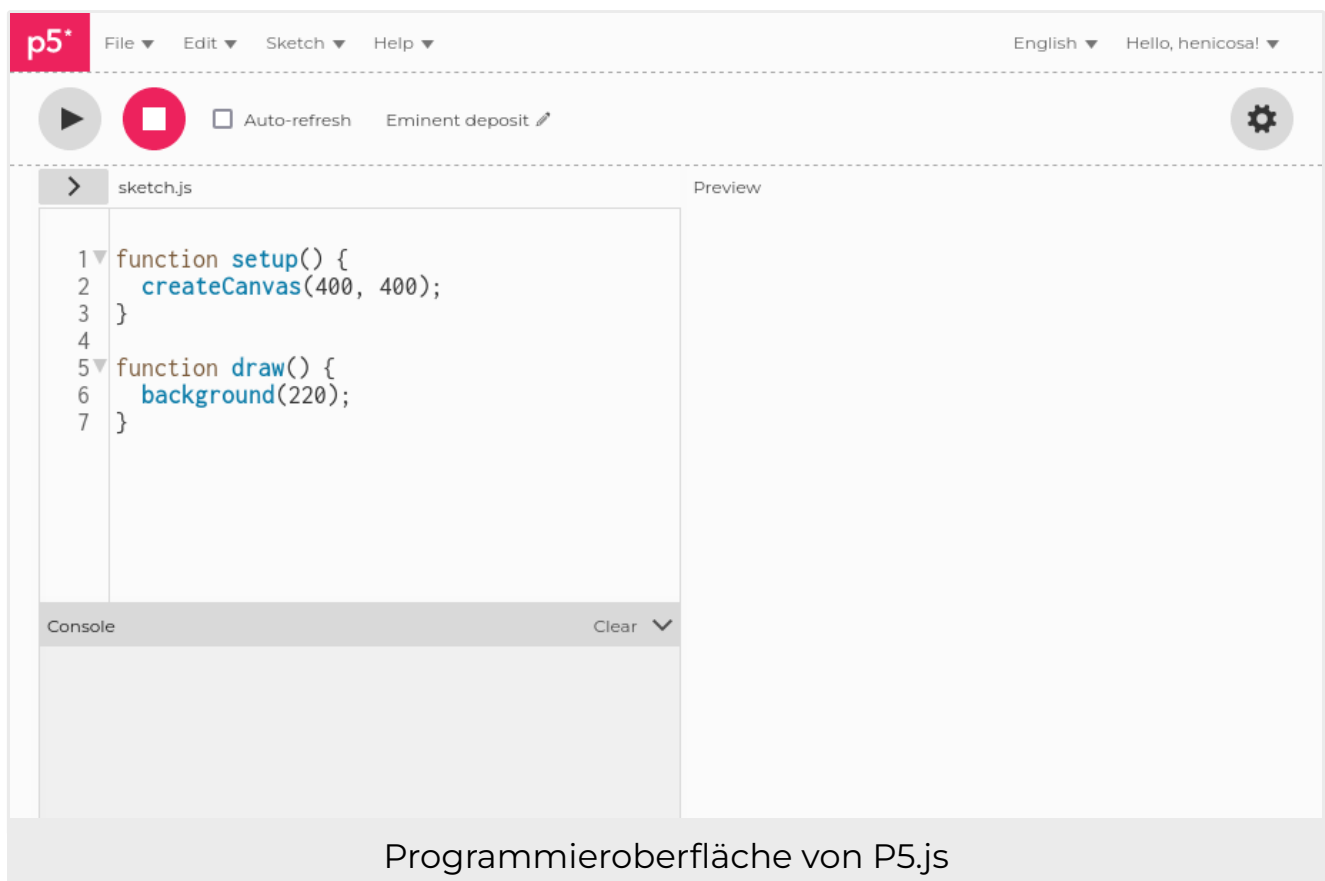 p5* File ▼ Edit ▼ Sketch ▼ Help ▼ English ▼ Hello, henicosa! ▼
Auto-refresh Eminent deposit
sketch.js Preview
1 function setup() {
2   createCanvas(400, 400);
3 }
4
5 function draw() {
6   background(220);
7 }
Console Clear
Programmieroberfläche von P5.js